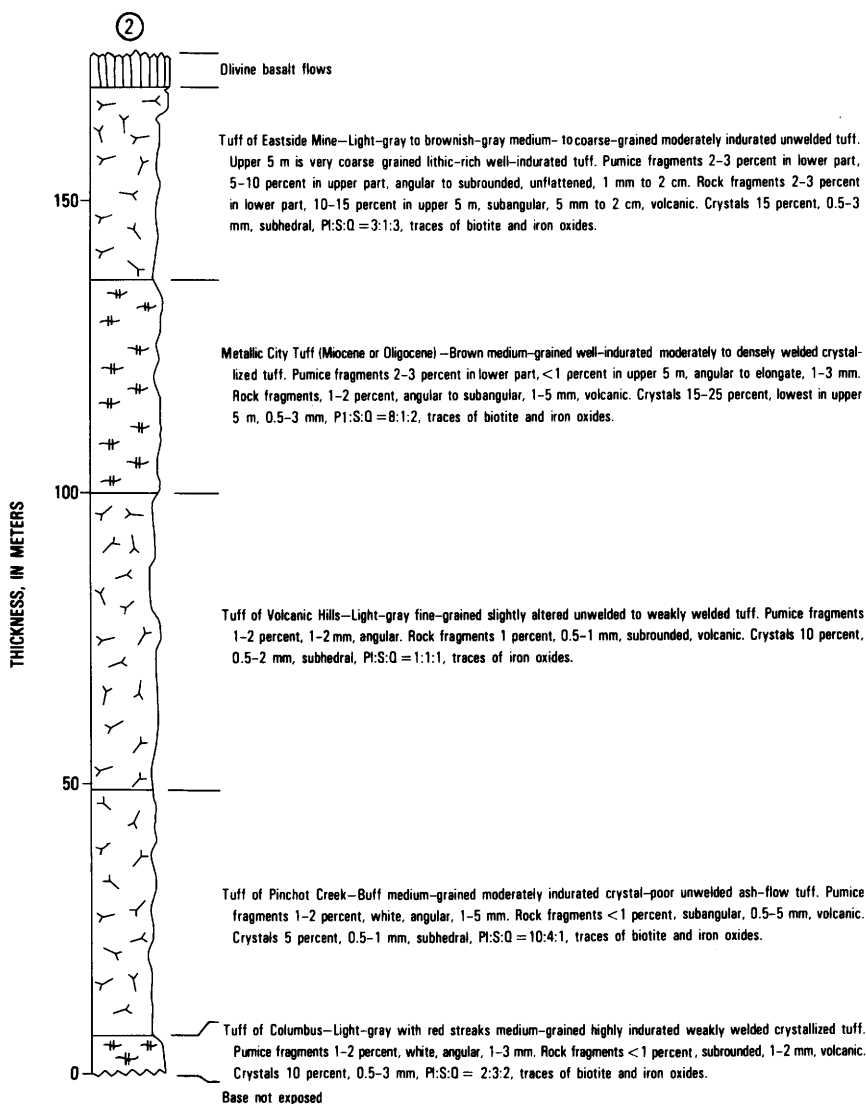 2
Olivine basalt flows
Tuff of Eastside Mine—Light-gray to brownish-gray medium- to coarse-grained moderately indurated unwelded tuff.
Upper 5 m is very coarse grained lithic-rich well-indurated tuff. Pumice fragments 2-3 percent in lower part,
5-10 percent in upper part, angular to subrounded, unflattened, 1 mm to 2 cm. Rock fragments 2-3 percent
in lower part, 10-15 percent in upper 5 m, subangular, 5 mm to 2 cm, volcanic. Crystals 15 percent, 0.5-3
mm, subhedral, Pl:S:Q = 3:1:3, traces of biotite and iron oxides.
150
Metallic City Tuff (Miocene or Oligocene) —Brown medium-grained well-indurated moderately to densely welded crystal-
lized tuff. Pumice fragments 2-3 percent in lower part, <1 percent in upper 5 m, angular to elongate, 1-3 mm.
Rock fragments, 1-2 percent, angular to subangular, 1-5 mm, volcanic. Crystals 15-25 percent, lowest in upper
5 m, 0.5-3 mm, P1:S:Q = 8:1:2, traces of biotite and iron oxides.
100
THICKNESS, IN METERS
Tuff of Volcanic Hills—Light-gray fine-grained slightly altered unwelded to weakly welded tuff. Pumice fragments
1-2 percent, 1-2 mm, angular. Rock fragments 1 percent, 0.5-1 mm, subrounded, volcanic. Crystals 10 percent,
0.5-2 mm, subhedral, Pl:S:Q = 1:1:1, traces of iron oxides.
50
Tuff of Pinchot Creek—Buff medium-grained moderately indurated crystal-poor unwelded ash-flow tuff. Pumice
fragments 1-2 percent, white, angular, 1-5 mm. Rock fragments <1 percent, subangular, 0.5-5 mm, volcanic.
Crystals 5 percent, 0.5-1 mm, subhedral, Pl:S:Q = 10:4:1, traces of biotite and iron oxides.
Tuff of Columbus—Light-gray with red streaks medium-grained highly indurated weakly welded crystallized tuff.
Pumice fragments 1-2 percent, white, angular, 1-3 mm. Rock fragments <1 percent, subrounded, 1-2 mm, volcanic.
Crystals 10 percent, 0.5-3 mm, Pl:S:Q = 2:3:2, traces of biotite and iron oxides.
0
Base not exposed